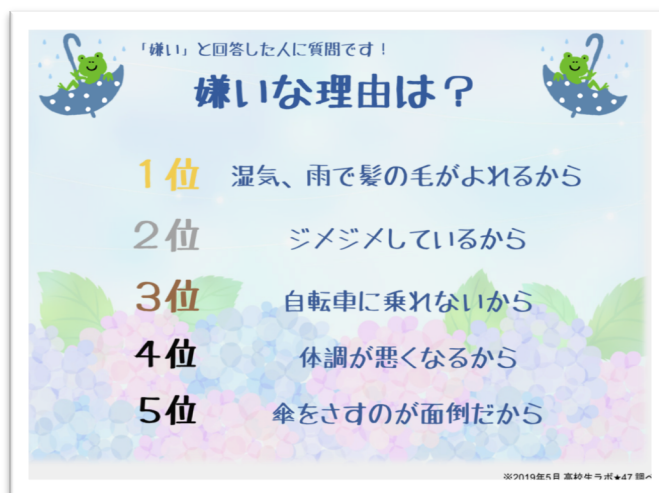 「嫌い」と回答した人に質問です！
嫌いな理由は？
1位 湿気、雨で髪の毛がよれるから
2位 ジメジメしているから
3位 自転車に乗れないから
4位 体調が悪くなるから
5位 傘をさすのが面倒だから
※2019年5月 高校生ラボ★47 調べ